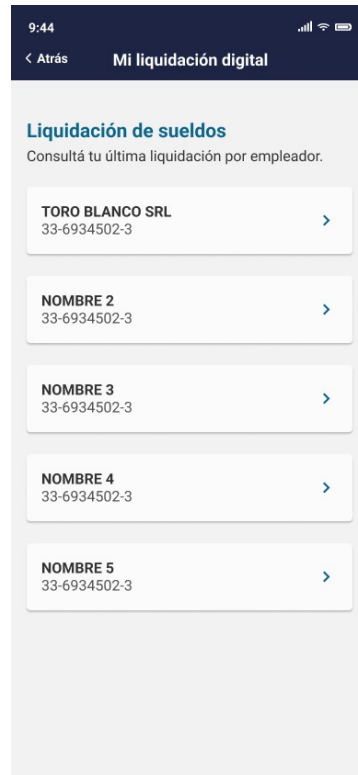 9:44
Atrás
Mi liquidación digital
Liquidación de sueldos
Consultá tu última liquidación por empleador.
TORO BLANCO SRL
33-6934502-3
NOMBRE 2
33-6934502-3
NOMBRE 3
33-6934502-3
NOMBRE 4
33-6934502-3
NOMBRE 5
33-6934502-3